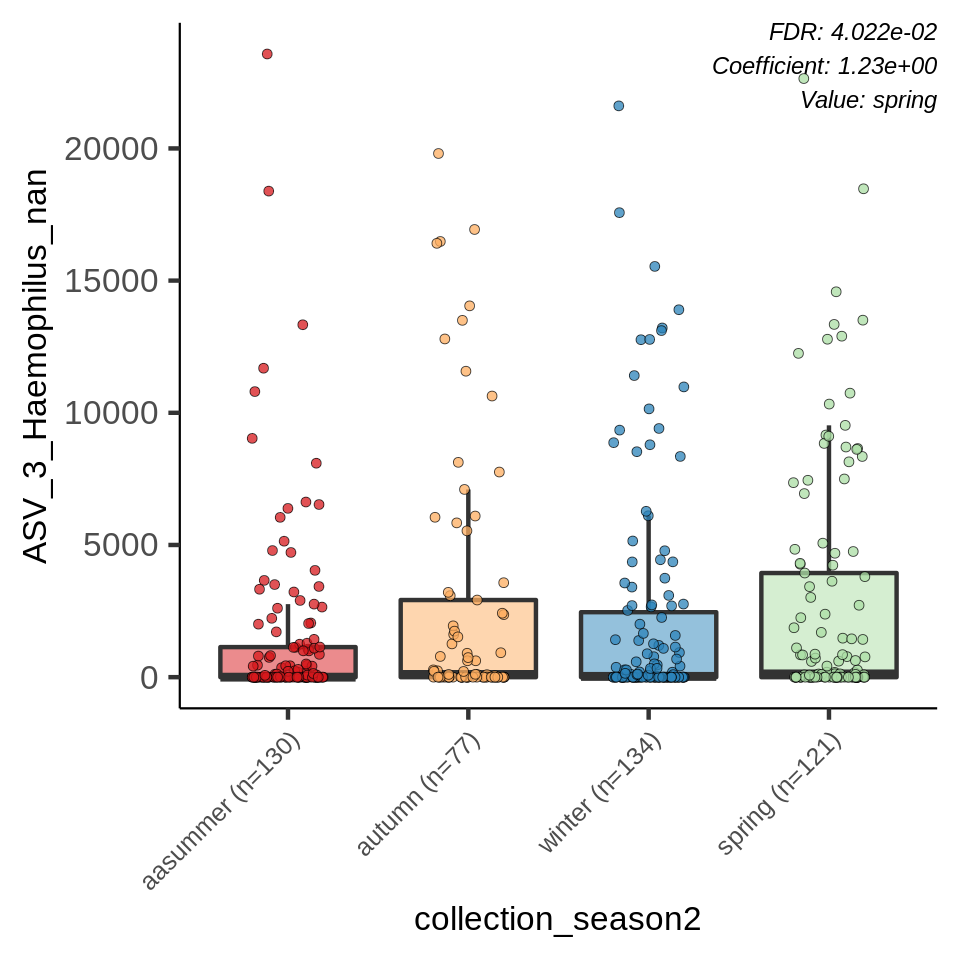 FDR: 4.022e-02
Coefficient: 1.23e+00
Value: spring
ASV_3_Haemophilus_nan
20000
15000
10000
5000
0
aasummer (n=130)
autumn (n=77)
winter (n=134)
spring (n=121)
collection_season2